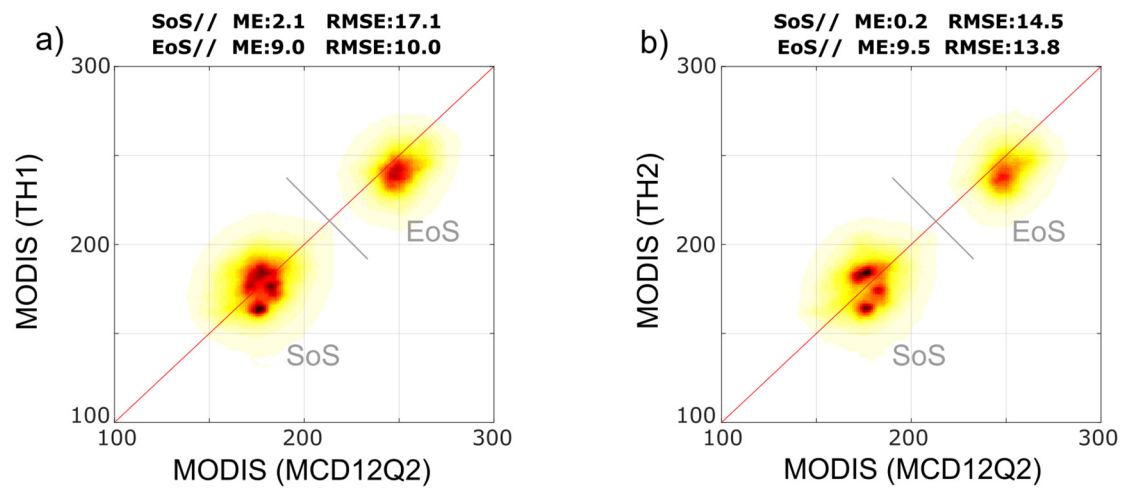 a)
SoS// ME:2.1 RMSE:17.1
EoS// ME:9.0 RMSE:10.0
300
200
100
MODIS (TH1)
EoS
SoS
100 200 300
MODIS (MCD12Q2)
b)
SoS// ME:0.2 RMSE:14.5
EoS// ME:9.5 RMSE:13.8
300
200
100
MODIS (TH2)
EoS
SoS
100 200 300
MODIS (MCD12Q2)